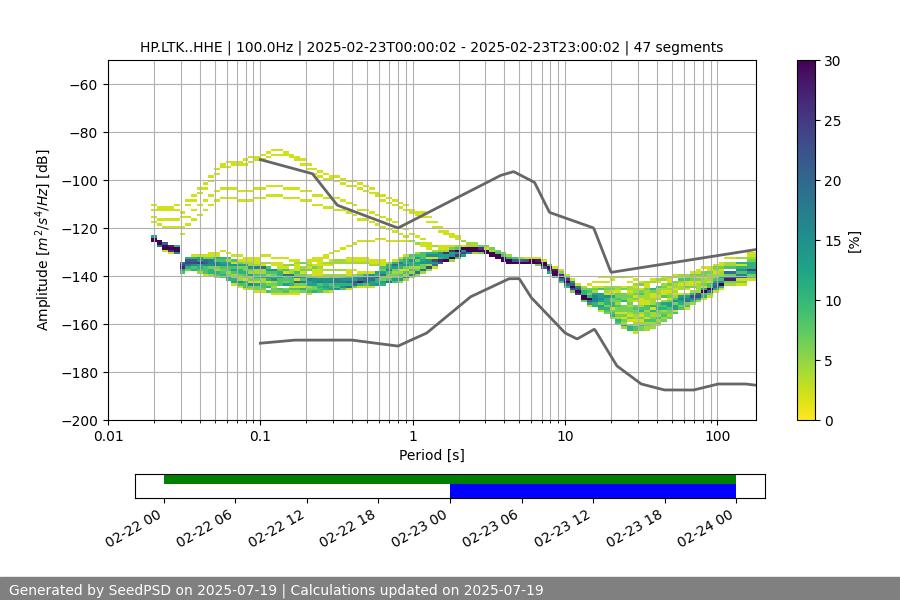 HP.LTK..HHE | 100.0Hz | 2025-02-23T00:00:02 - 2025-02-23T23:00:02 | 47 segments
Amplitude [m²/s⁴/Hz] [dB]
−60
−80
−100
−120
−140
−160
−180
−200
0.01 0.1 1 10 100
Period [s]
30
25
20
15
10
5
0
[%]
02-22 00 02-22 06 02-22 12 02-22 18 02-23 00 02-23 06 02-23 12 02-23 18 02-24 00
Generated by SeedPSD on 2025-07-19 | Calculations updated on 2025-07-19